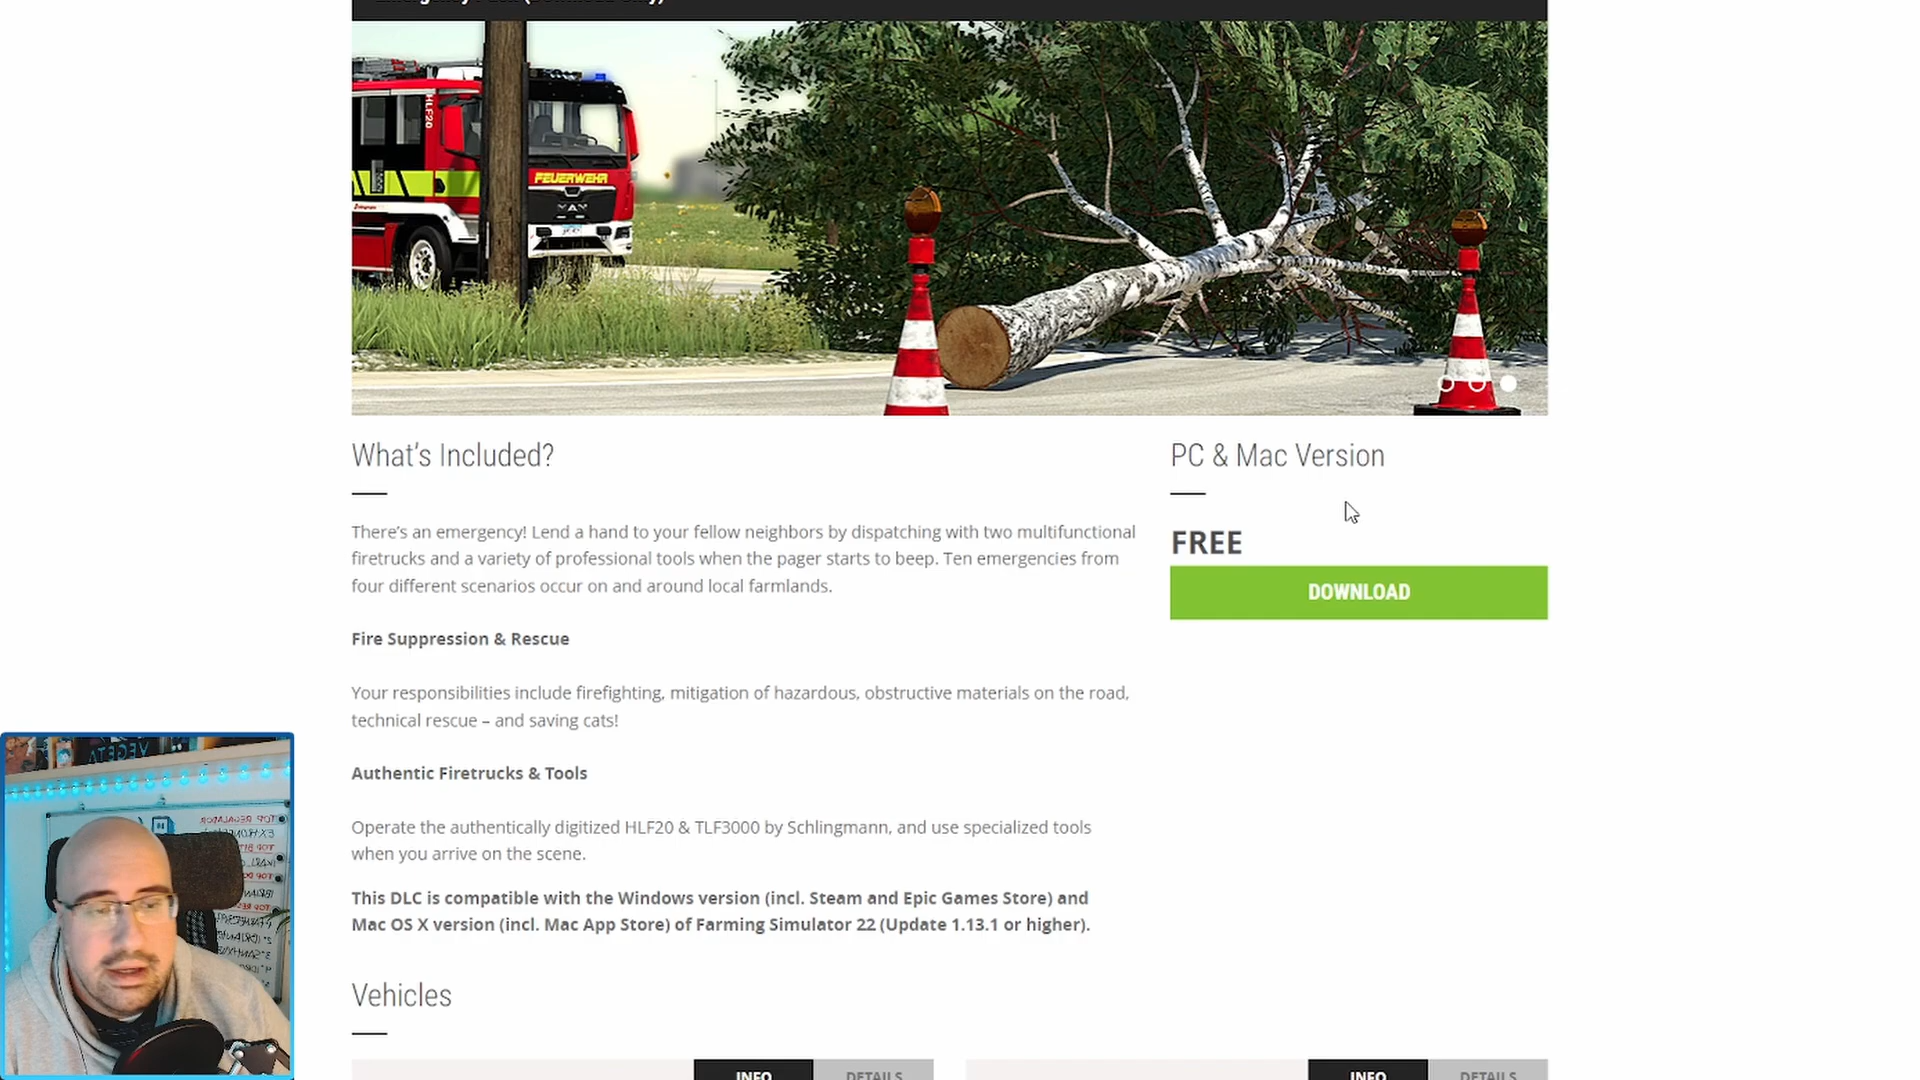 HLF20
FEUERWEHR
MAN
What's Included?
There's an emergency! Lend a hand to your fellow neighbors by dispatching with two multifunctional
firetrucks and a variety of professional tools when the pager starts to beep. Ten emergencies from
four different scenarios occur on and around local farmlands.
Fire Suppression & Rescue
Your responsibilities include firefighting, mitigation of hazardous, obstructive materials on the road,
technical rescue – and saving cats!
Authentic Firetrucks & Tools
Operate the authentically digitized HLF20 & TLF3000 by Schlingmann, and use specialized tools
when you arrive on the scene.
This DLC is compatible with the Windows version (incl. Steam and Epic Games Store) and
Mac OS X version (incl. Mac App Store) of Farming Simulator 22 (Update 1.13.1 or higher).
Vehicles
INFO DETAILS
INFO DETAILS
PC & Mac Version
FREE
DOWNLOAD
VEGETA